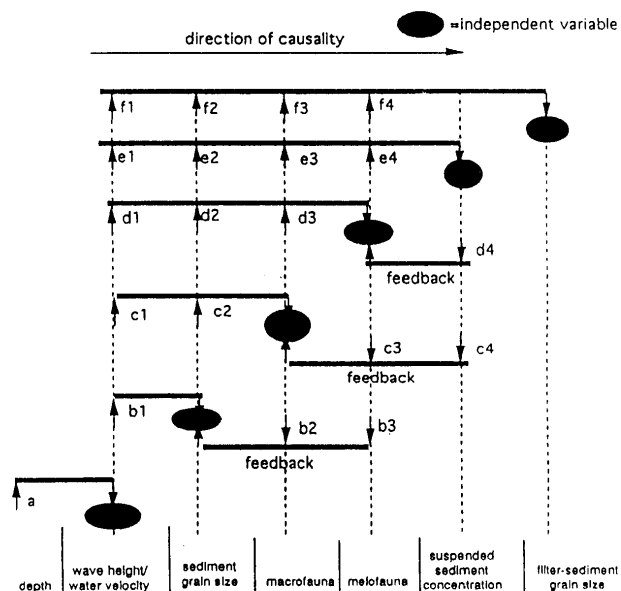 =independent variable
direction of causality
f1 f2 f3 f4
e1 e2 e3 e4
d1 d2 d3
d4
feedback
c1 c2
c3 c4
feedback
b1
b2 b3
feedback
a
depth
wave height/
water velocity
sediment
grain size
macrofauna
meiofauna
suspended
sediment
concentration
filter-sediment
grain size